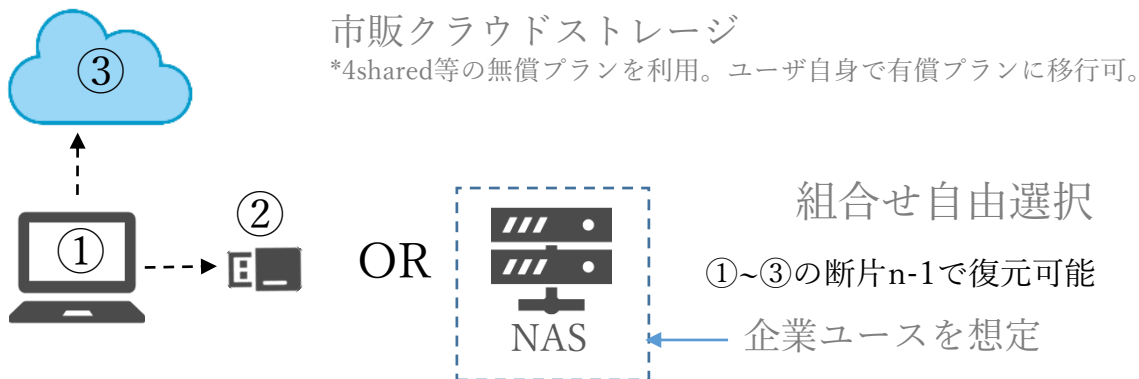 市販クラウドストレージ
*4shared等の無償プランを利用。ユーザ自身で有償プランに移行可。
③
②
①
OR
NAS
組合せ自由選択
①~③の断片n-1で復元可能
企業ユースを想定